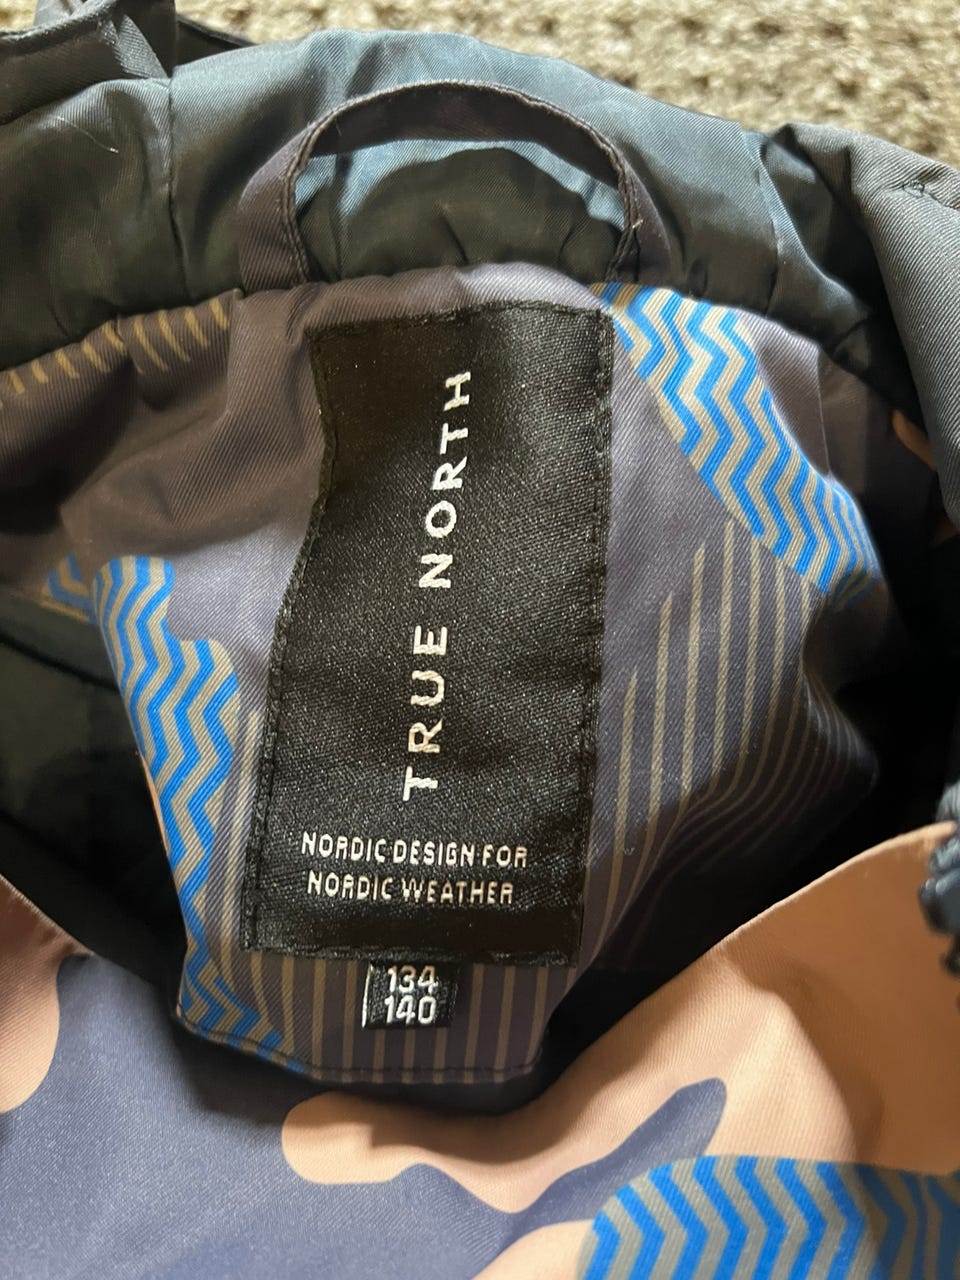 TRUE NORTH
NORDIC DESIGN FOR
NORDIC WEATHER
134
140